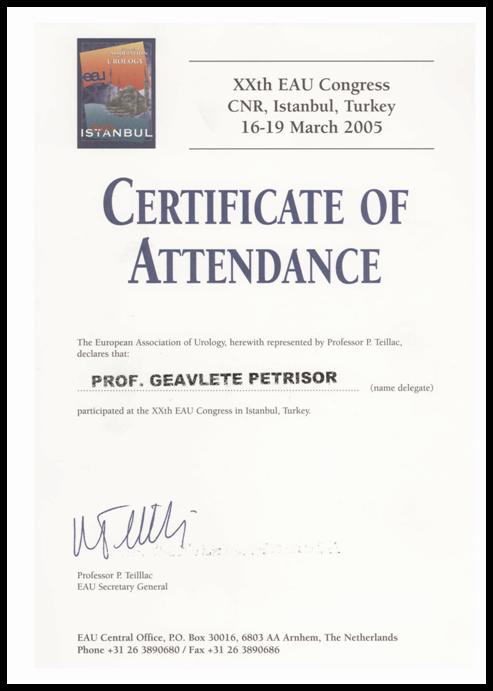 UROLOGY
eau
ISTANBUL
XXth EAU Congress
CNR, Istanbul, Turkey
16-19 March 2005
CERTIFICATE OF
ATTENDANCE
The European Association of Urology, herewith represented by Professor P. Teillac,
declares that:
PROF. GEAVLETE PETRISOR
(name delegate)
participated at the XXth EAU Congress in Istanbul, Turkey.
Professor P. Teilllac
EAU Secretary General
EAU Central Office, P.O. Box 30016, 6803 AA Arnhem, The Netherlands
Phone +31 26 3890680 / Fax +31 26 3890686